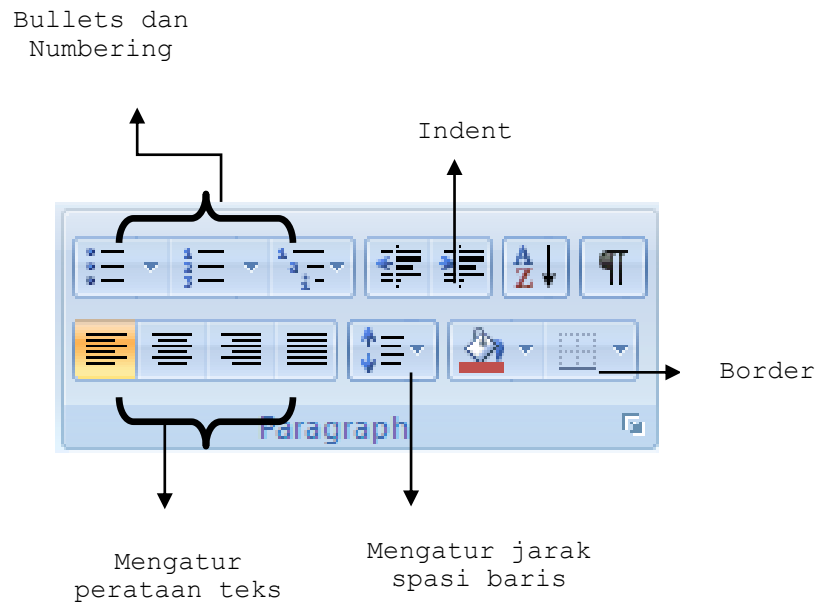 Bullets dan
Numbering
Indent
Border
Paragraph
Mengatur
perataan teks
Mengatur jarak
spasi baris